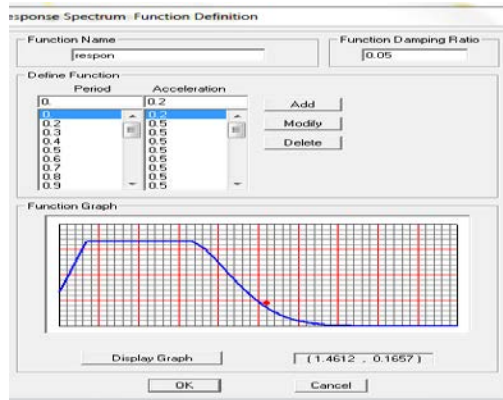 Response Spectrum Function Definition
Function Name
respon
Function Damping Ratio
0.05
Define Function
Period Acceleration
0. 0.2
0. 0.2
0.2 0.5
0.3 0.5
0.4 0.5
0.5 0.5
0.6 0.5
0.7 0.5
0.8 0.5
0.9 0.5
Add
Modify
Delete
Function Graph
Display Graph
(1.4612 , 0.1657)
OK
Cancel